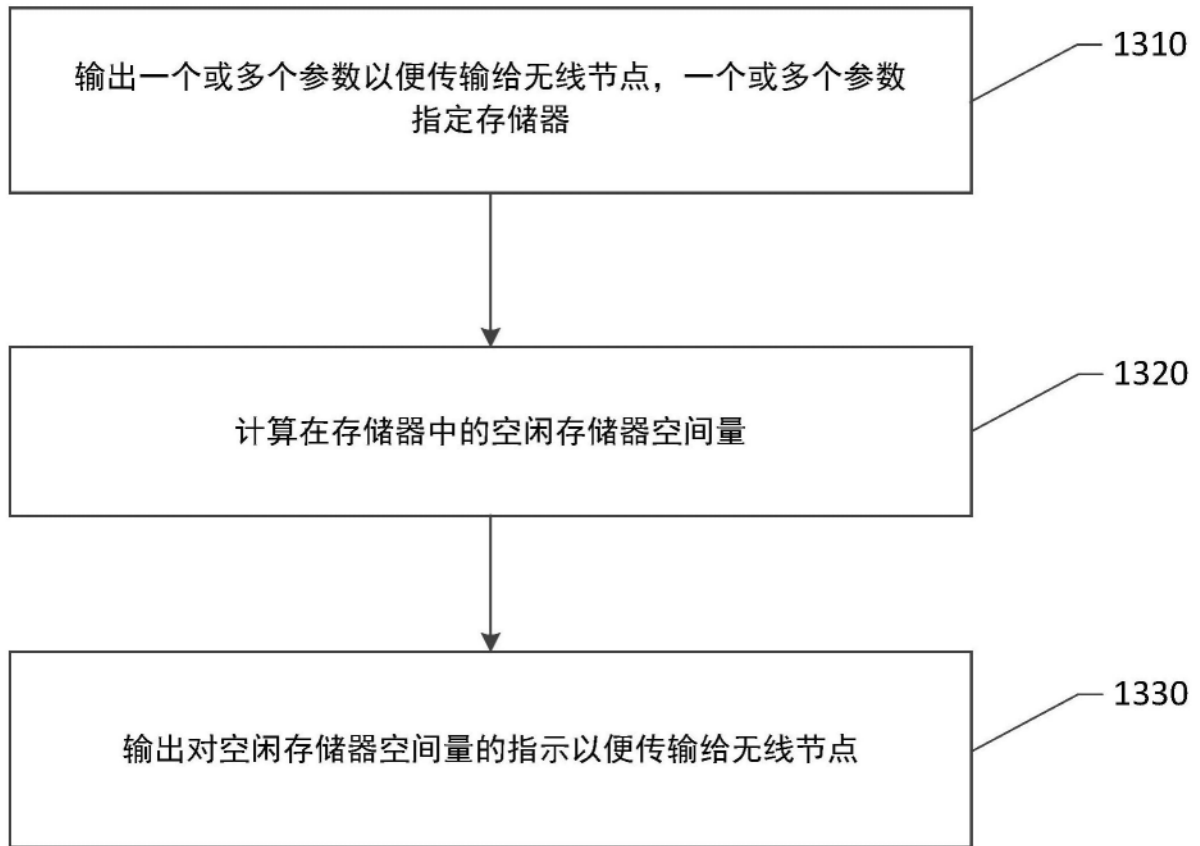 输出一个或多个参数以便传输给无线节点，一个或多个参数
指定存储器
1310
计算在存储器中的空闲存储器空间量
1320
输出对空闲存储器空间量的指示以便传输给无线节点
1330